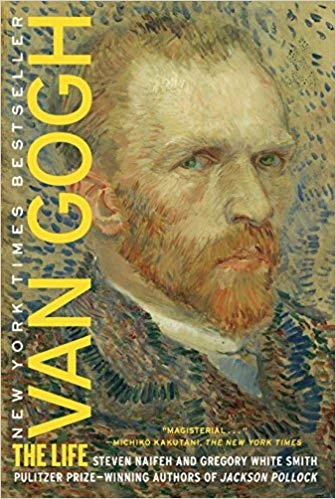 NEW YORK TIMES BESTSELLER
VAN GOGH
THE LIFE
"MAGISTERIAL . . ."
—MICHIKO KAKUTANI, THE NEW YORK TIMES
STEVEN NAIFEH AND GREGORY WHITE SMITH
PULITZER PRIZE–WINNING AUTHORS OF JACKSON POLLOCK